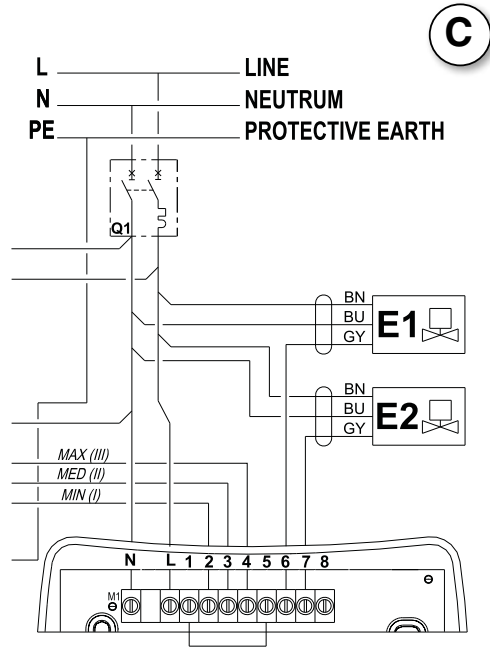 C
L LINE
N NEUTRUM
PE PROTECTIVE EARTH
Q1
BN
BU
GY
E1
BN
BU
GY
E2
MAX (III)
MED (II)
MIN (I)
N L 1 2 3 4 5 6 7 8
M1